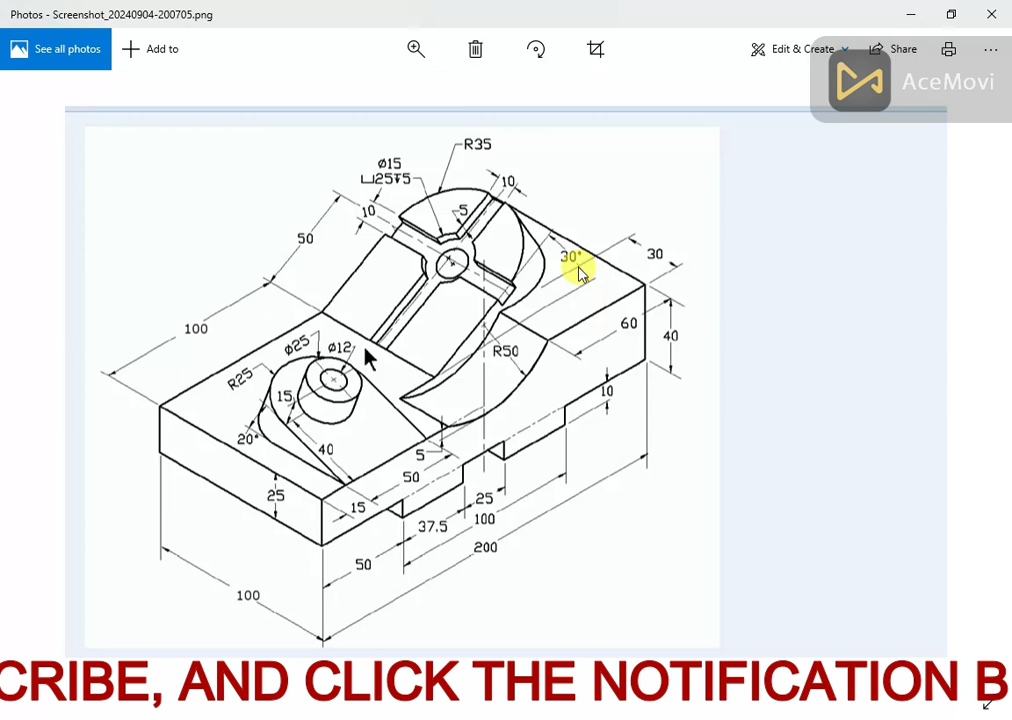 Photos - Screenshot_20240904-200705.png
See all photos
Add to
Edit & Create
Share
AceMovi
R35
Ø15
⌴25↧5
10
10
5
50
30°
30
100
60
40
Ø25
Ø12
R50
R25
15
10
20°
40
5
50
25
15
25
37.5
100
200
50
100
CRIBE, AND CLICK THE NOTIFICATION B